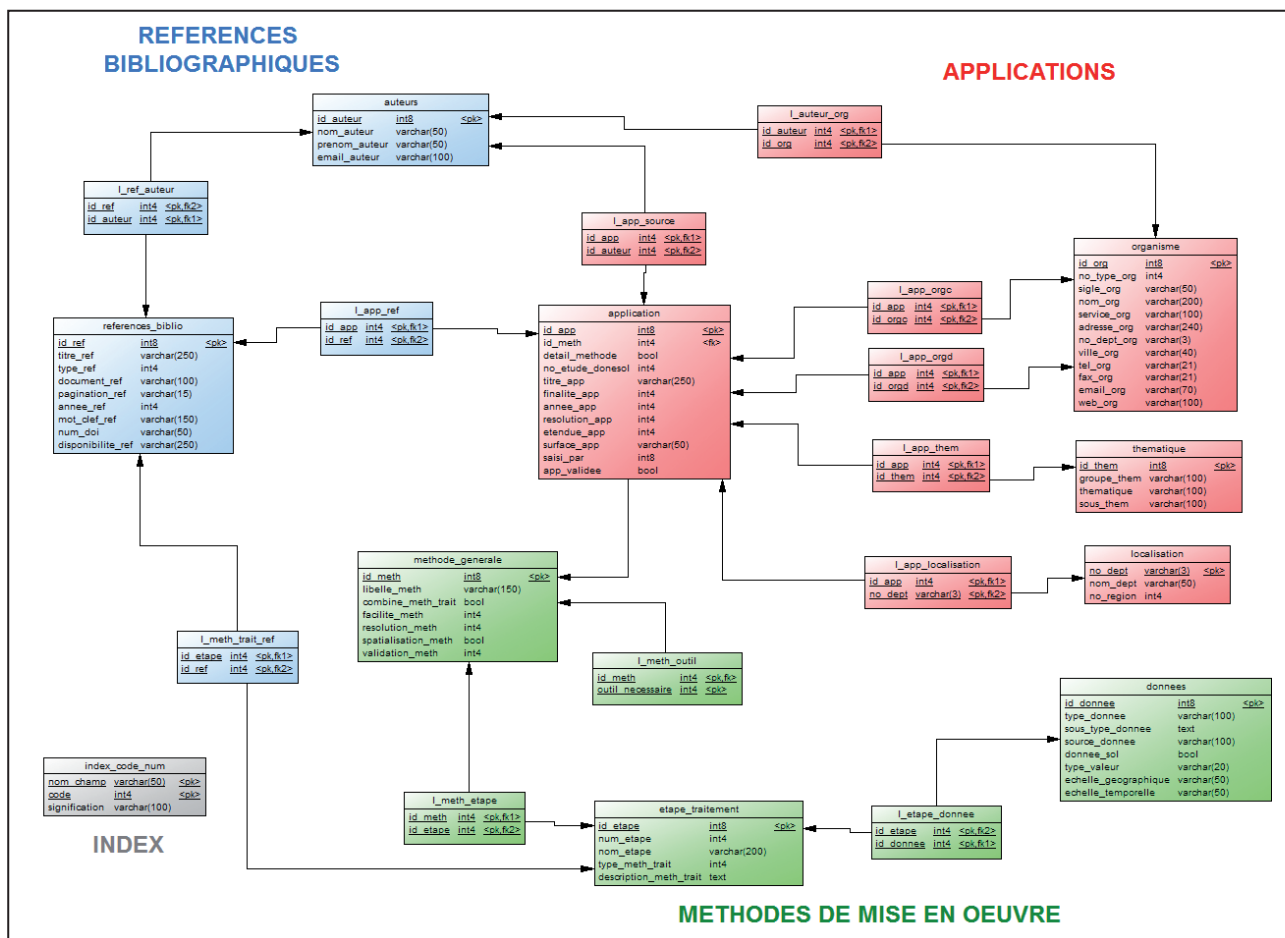 REFERENCES
BIBLIOGRAPHIQUES
APPLICATIONS
auteurs
id_auteur int8 <pk>
nom_auteur varchar(50)
prenom_auteur varchar(50)
email_auteur varchar(100)
l_auteur_org
id_auteur int4 <pk,fk1>
id_org int4 <pk,fk2>
l_ref_auteur
id_ref int4 <pk,fk2>
id_auteur int4 <pk,fk1>
l_app_source
id_app int4 <pk,fk1>
id_auteur int4 <pk,fk2>
organisme
id_org int8 <pk>
no_type_org int4
sigle_org varchar(50)
nom_org varchar(200)
service_org varchar(100)
adresse_org varchar(240)
no_dept_org varchar(3)
ville_org varchar(40)
tel_org varchar(21)
fax_org varchar(21)
email_org varchar(70)
web_org varchar(100)
l_app_orgc
id_app int4 <pk,fk1>
id_orgc int4 <pk,fk2>
l_app_ref
id_app int4 <pk,fk1>
id_ref int4 <pk,fk2>
references_biblio
id_ref int8 <pk>
titre_ref varchar(250)
type_ref int4
document_ref varchar(100)
pagination_ref varchar(15)
annee_ref int4
mot_clef_ref varchar(150)
num_doi varchar(50)
disponibilite_ref varchar(250)
application
id_app int8 <pk>
id_meth int4 <fk>
detail_methode bool
no_etude_donesol int4
titre_app varchar(250)
finalite_app int4
annee_app int4
resolution_app int4
etendue_app int4
surface_app varchar(50)
saisi_par int8
app_validee bool
l_app_orgd
id_app int4 <pk,fk1>
id_orgd int4 <pk,fk2>
l_app_them
id_app int4 <pk,fk1>
id_them int4 <pk,fk2>
thematique
id_them int8 <pk>
groupe_them varchar(100)
thematique varchar(100)
sous_them varchar(100)
methode_generale
id_meth int8 <pk>
libelle_meth varchar(150)
combine_meth_trait bool
facilite_meth int4
resolution_meth int4
spatialisation_meth bool
validation_meth int4
l_app_localisation
id_app int4 <pk,fk1>
no_dept varchar(3) <pk,fk2>
localisation
no_dept varchar(3) <pk>
nom_dept varchar(50)
no_region int4
l_meth_trait_ref
id_etape int4 <pk,fk1>
id_ref int4 <pk,fk2>
l_meth_outil
id_meth int4 <pk,fk>
outil_necessaire int4 <pk>
donnees
id_donnee int8 <pk>
type_donnee varchar(100)
sous_type_donnee text
source_donnee varchar(100)
donnee_sol bool
type_valeur varchar(20)
echelle_geographique varchar(50)
echelle_temporelle varchar(50)
index_code_num
nom_champ varchar(50) <pk>
code int4 <pk>
signification varchar(100)
INDEX
l_meth_etape
id_meth int4 <pk,fk1>
id_etape int4 <pk,fk2>
etape_traitement
id_etape int8 <pk>
num_etape int4
nom_etape varchar(200)
type_meth_trait int4
description_meth_trait text
l_etape_donnee
id_etape int4 <pk,fk2>
id_donnee int4 <pk,fk1>
METHODES DE MISE EN OEUVRE